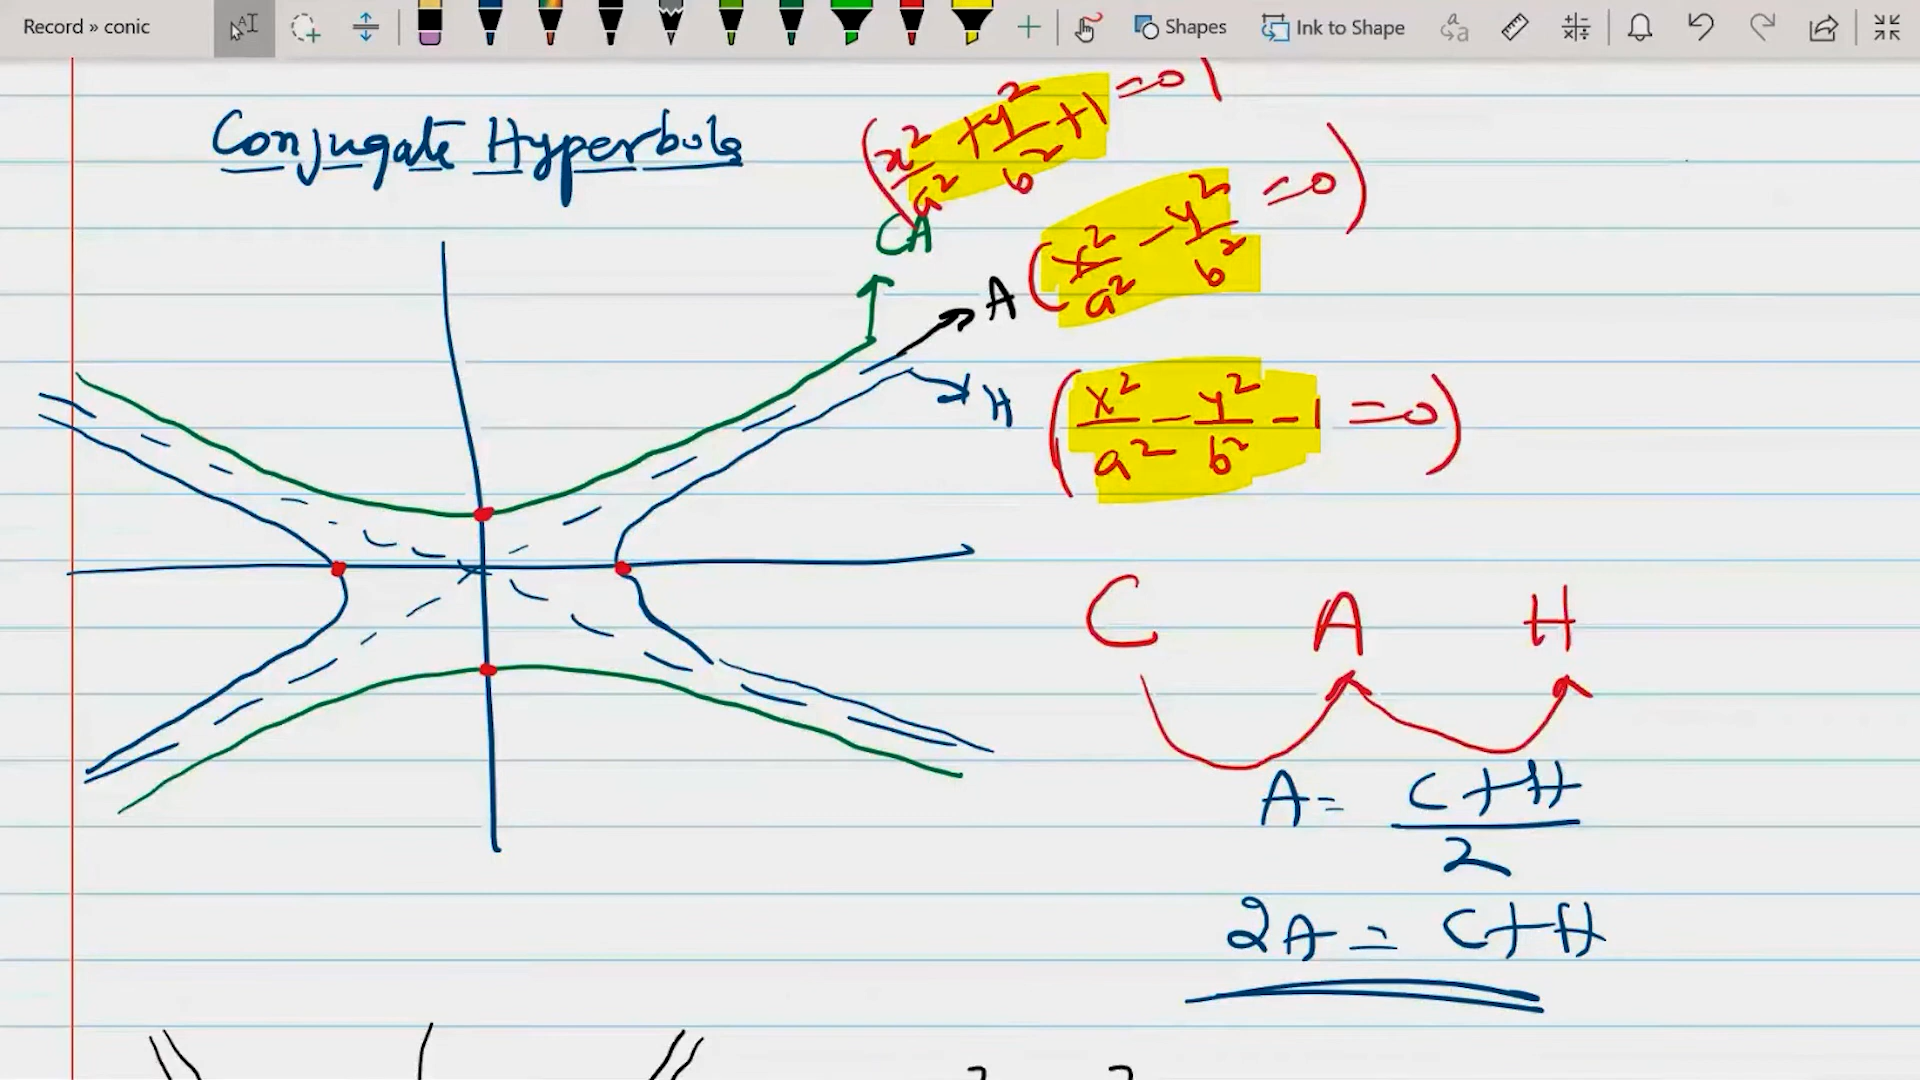 Record » conic
Shapes
Ink to Shape
Conjugate Hyperbola
(x²/a² + y²/b² + 1 = 0)
CA
A (x²/a² - y²/b² = 0)
H (x²/a² - y²/b² - 1 = 0)
C A H
A = C+H/2
2A = C+H